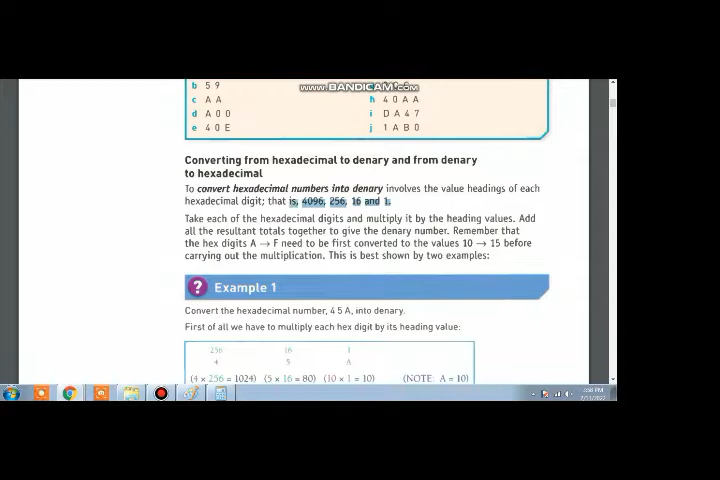 www.BANDICAM.com
b 5 9
c A A
h 4 0 A A
d A 0 0
i D A 4 7
e 4 0 E
j 1 A B 0
Converting from hexadecimal to denary and from denary
to hexadecimal
To convert hexadecimal numbers into denary involves the value headings of each
hexadecimal digit; that is, 4096, 256, 16 and 1.
Take each of the hexadecimal digits and multiply it by the heading values. Add
all the resultant totals together to give the denary number. Remember that
the hex digits A → F need to be first converted to the values 10 → 15 before
carrying out the multiplication. This is best shown by two examples:
? Example 1
Convert the hexadecimal number, 4 5 A, into denary.
First of all we have to multiply each hex digit by its heading value:
256 16 1
4 5 A
(4 × 256 = 1024) (5 × 16 = 80) (10 × 1 = 10) (NOTE: A = 10)